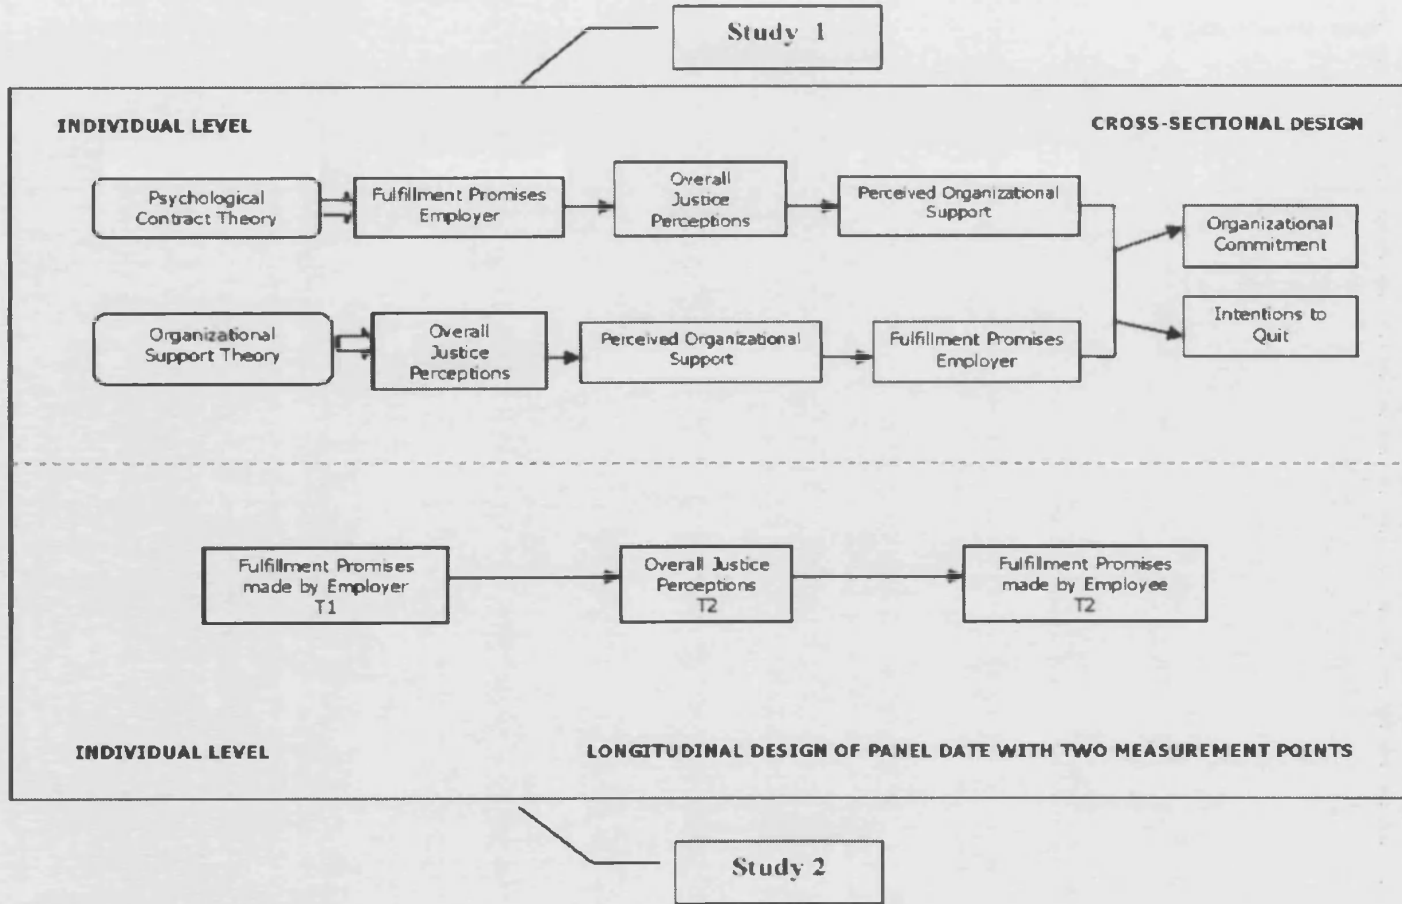 Study 1
INDIVIDUAL LEVEL
CROSS-SECTIONAL DESIGN
Psychological
Contract Theory
Fulfillment Promises
Employer
Overall
Justice
Perceptions
Perceived Organizational
Support
Organizational
Commitment
Organizational
Support Theory
Overall
Justice
Perceptions
Perceived Organizational
Support
Fulfillment Promises
Employer
Intentions to
Quit
Fulfillment Promises
made by Employer
T1
Overall Justice
Perceptions
T2
Fulfillment Promises
made by Employee
T2
INDIVIDUAL LEVEL
LONGITUDINAL DESIGN OF PANEL DATE WITH TWO MEASUREMENT POINTS
Study 2